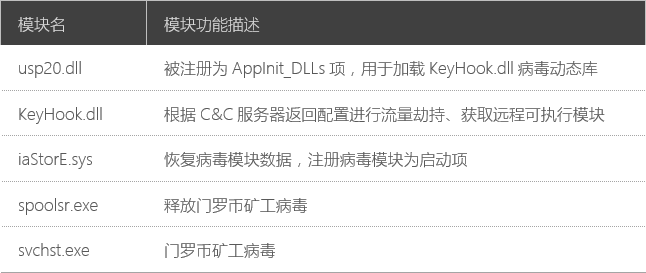 模块名 模块功能描述
usp20.dll 被注册为 AppInit_DLLs 项，用于加载 KeyHook.dll 病毒动态库
KeyHook.dll 根据 C&C 服务器返回配置进行流量劫持、获取远程可执行模块
iaStorE.sys 恢复病毒模块数据，注册病毒模块为启动项
spoolsr.exe 释放门罗币矿工病毒
svchst.exe 门罗币矿工病毒